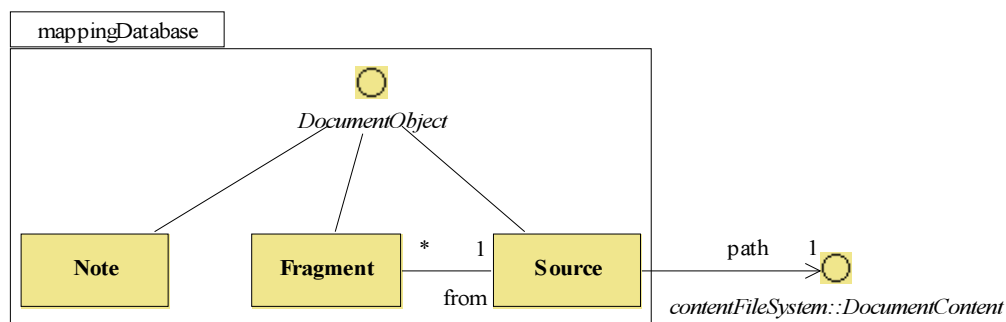 mappingDatabase
DocumentObject
Note
Fragment
*
1
from
Source
path
1
contentFileSystem::DocumentContent